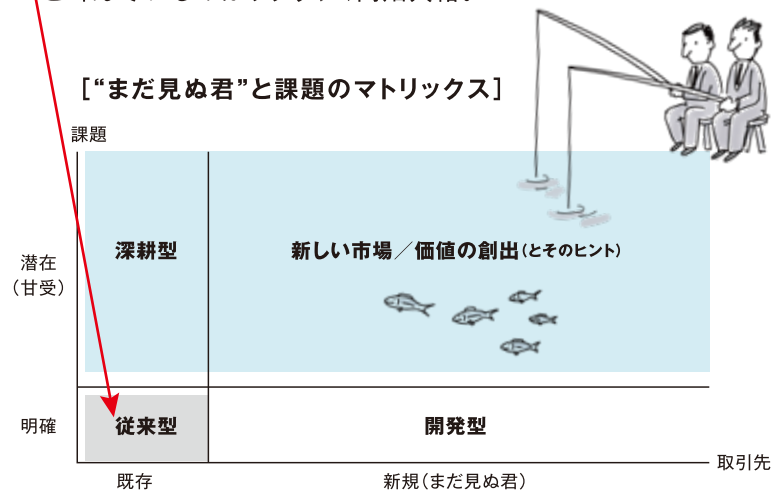 [“まだ見ぬ君”と課題のマトリックス]
課題
潜在
（甘受）
深耕型
新しい市場／価値の創出（とそのヒント）
明確
従来型
開発型
取引先
既存
新規（まだ見ぬ君）